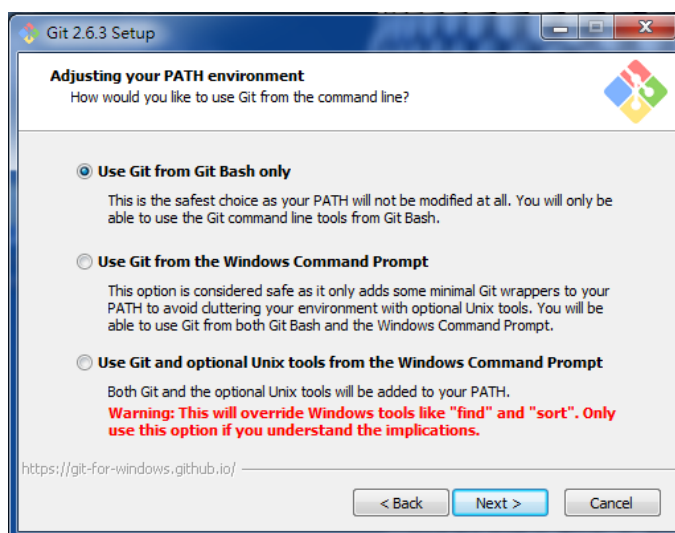 Git 2.6.3 Setup
Adjusting your PATH environment
How would you like to use Git from the command line?
Use Git from Git Bash only
This is the safest choice as your PATH will not be modified at all. You will only be
able to use the Git command line tools from Git Bash.
Use Git from the Windows Command Prompt
This option is considered safe as it only adds some minimal Git wrappers to your
PATH to avoid cluttering your environment with optional Unix tools. You will be
able to use Git from both Git Bash and the Windows Command Prompt.
Use Git and optional Unix tools from the Windows Command Prompt
Both Git and the optional Unix tools will be added to your PATH.
Warning: This will override Windows tools like "find" and "sort". Only
use this option if you understand the implications.
https://git-for-windows.github.io/
< Back Next > Cancel